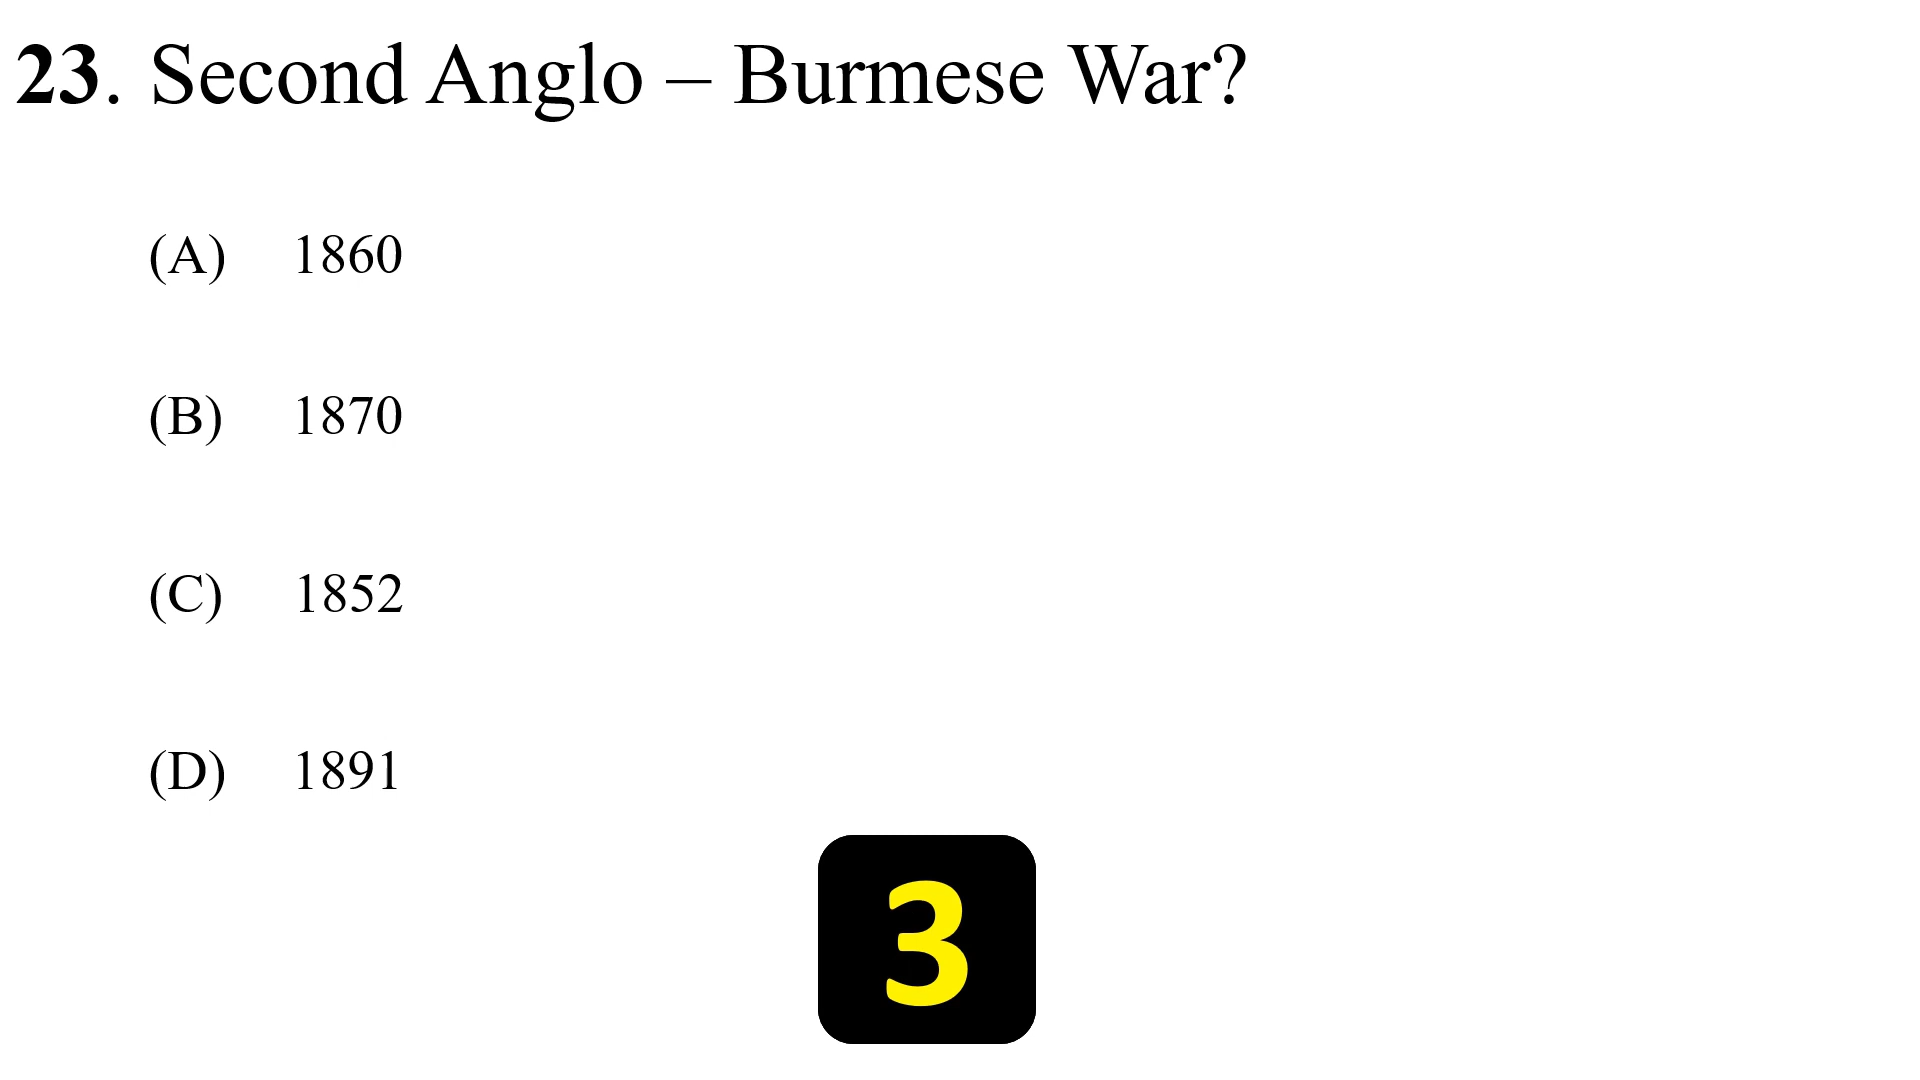 23. Second Anglo – Burmese War?
(A) 1860
(B) 1870
(C) 1852
(D) 1891
3